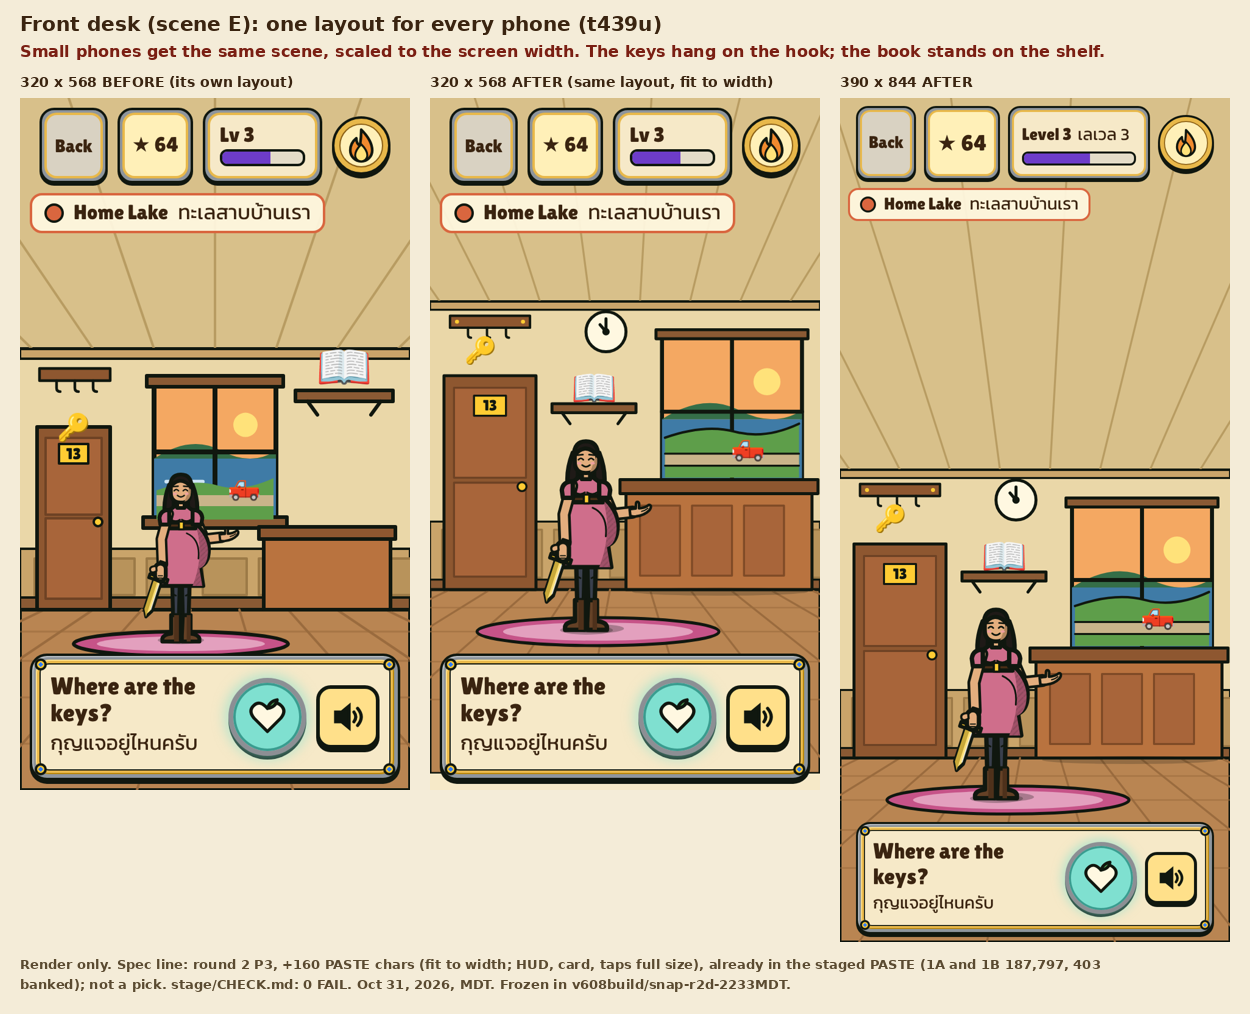 Front desk (scene E): one layout for every phone (t439u)
Small phones get the same scene, scaled to the screen width. The keys hang on the hook; the book stands on the shelf.
320 x 568 BEFORE (its own layout)
Back
★ 64
Lv 3
Home Lake ทะเลสาบบ้านเรา
13
Where are the
keys?
กุญแจอยู่ไหนครับ
320 x 568 AFTER (same layout, fit to width)
Back
★ 64
Lv 3
Home Lake ทะเลสาบบ้านเรา
13
Where are the
keys?
กุญแจอยู่ไหนครับ
390 x 844 AFTER
Back
★ 64
Level 3 เลเวล 3
Home Lake ทะเลสาบบ้านเรา
13
Where are the
keys?
กุญแจอยู่ไหนครับ
Render only. Spec line: round 2 P3, +160 PASTE chars (fit to width; HUD, card, taps full size), already in the staged PASTE (1A and 1B 187,797, 403
banked); not a pick. stage/CHECK.md: 0 FAIL. Oct 31, 2026, MDT. Frozen in v608build/snap-r2d-2233MDT.